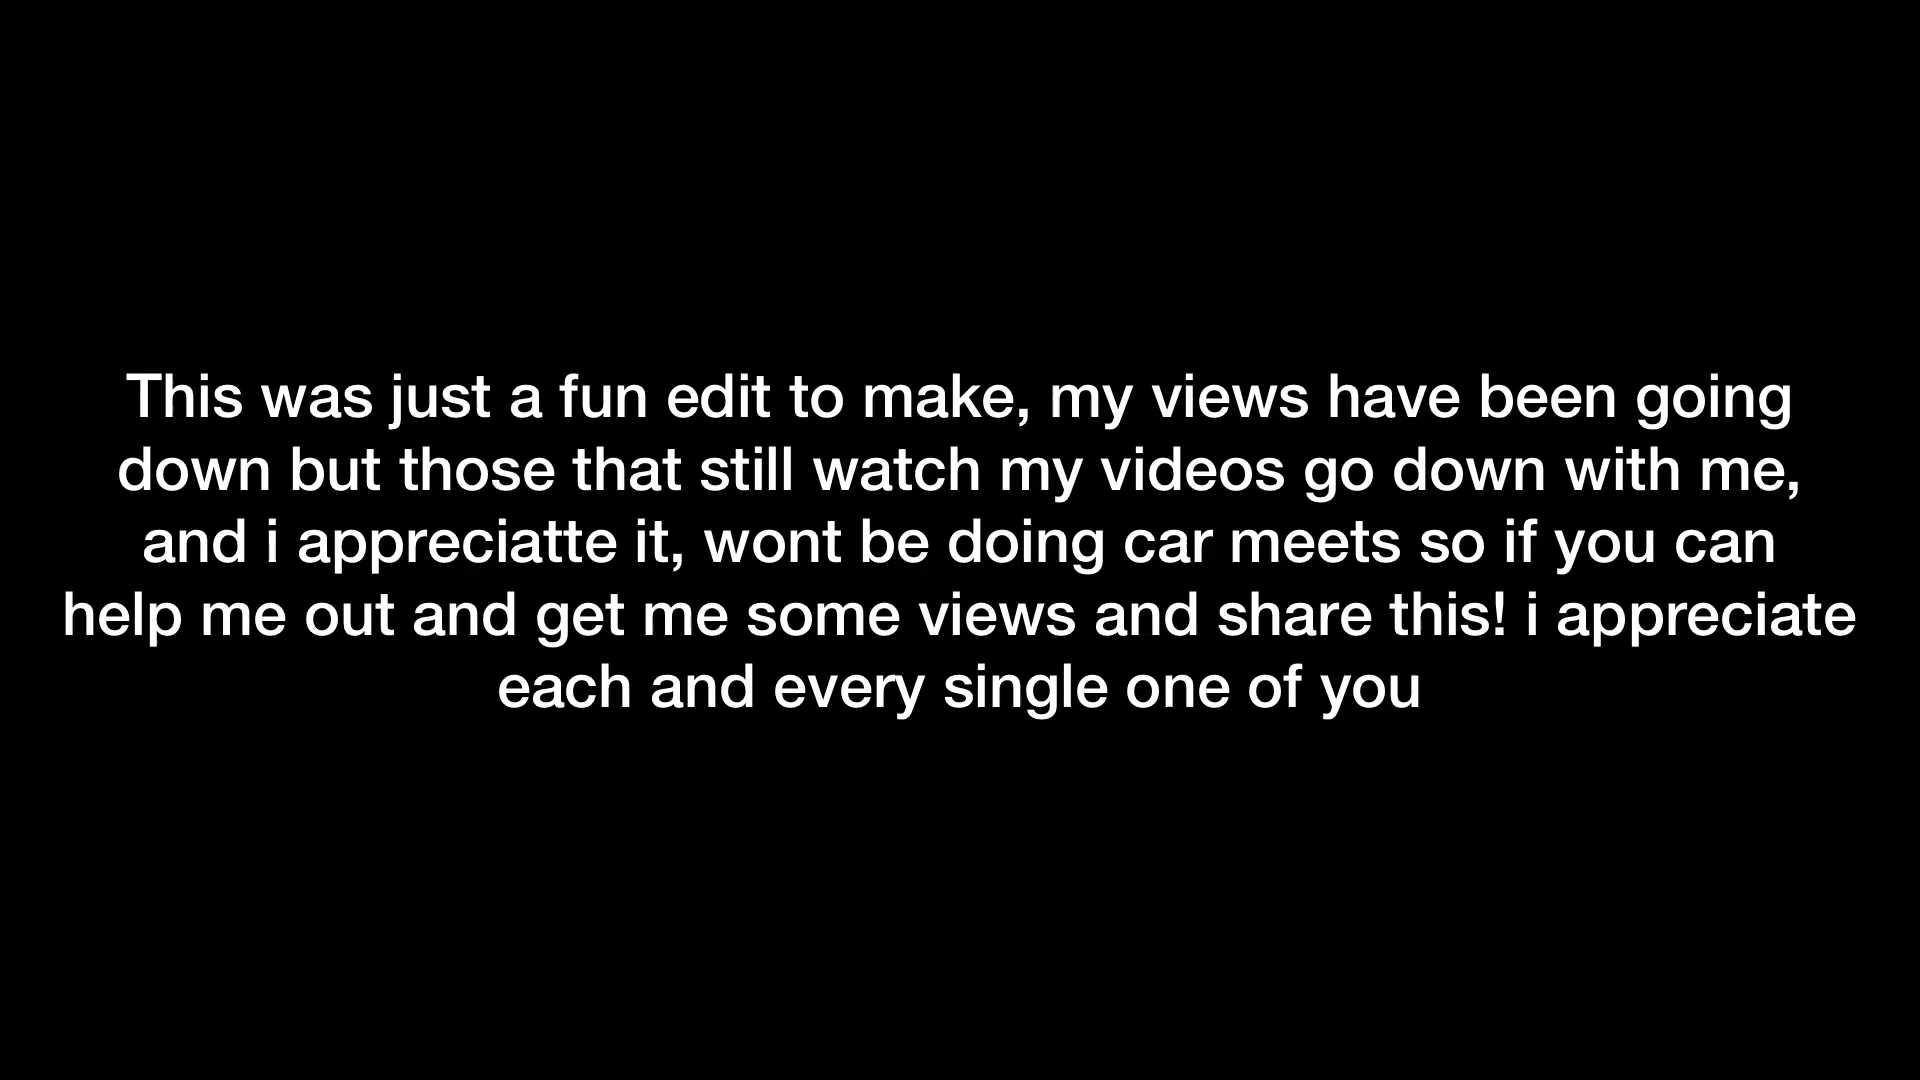 This was just a fun edit to make, my views have been going
down but those that still watch my videos go down with me,
and i appreciatte it, wont be doing car meets so if you can
help me out and get me some views and share this! i appreciate
each and every single one of you